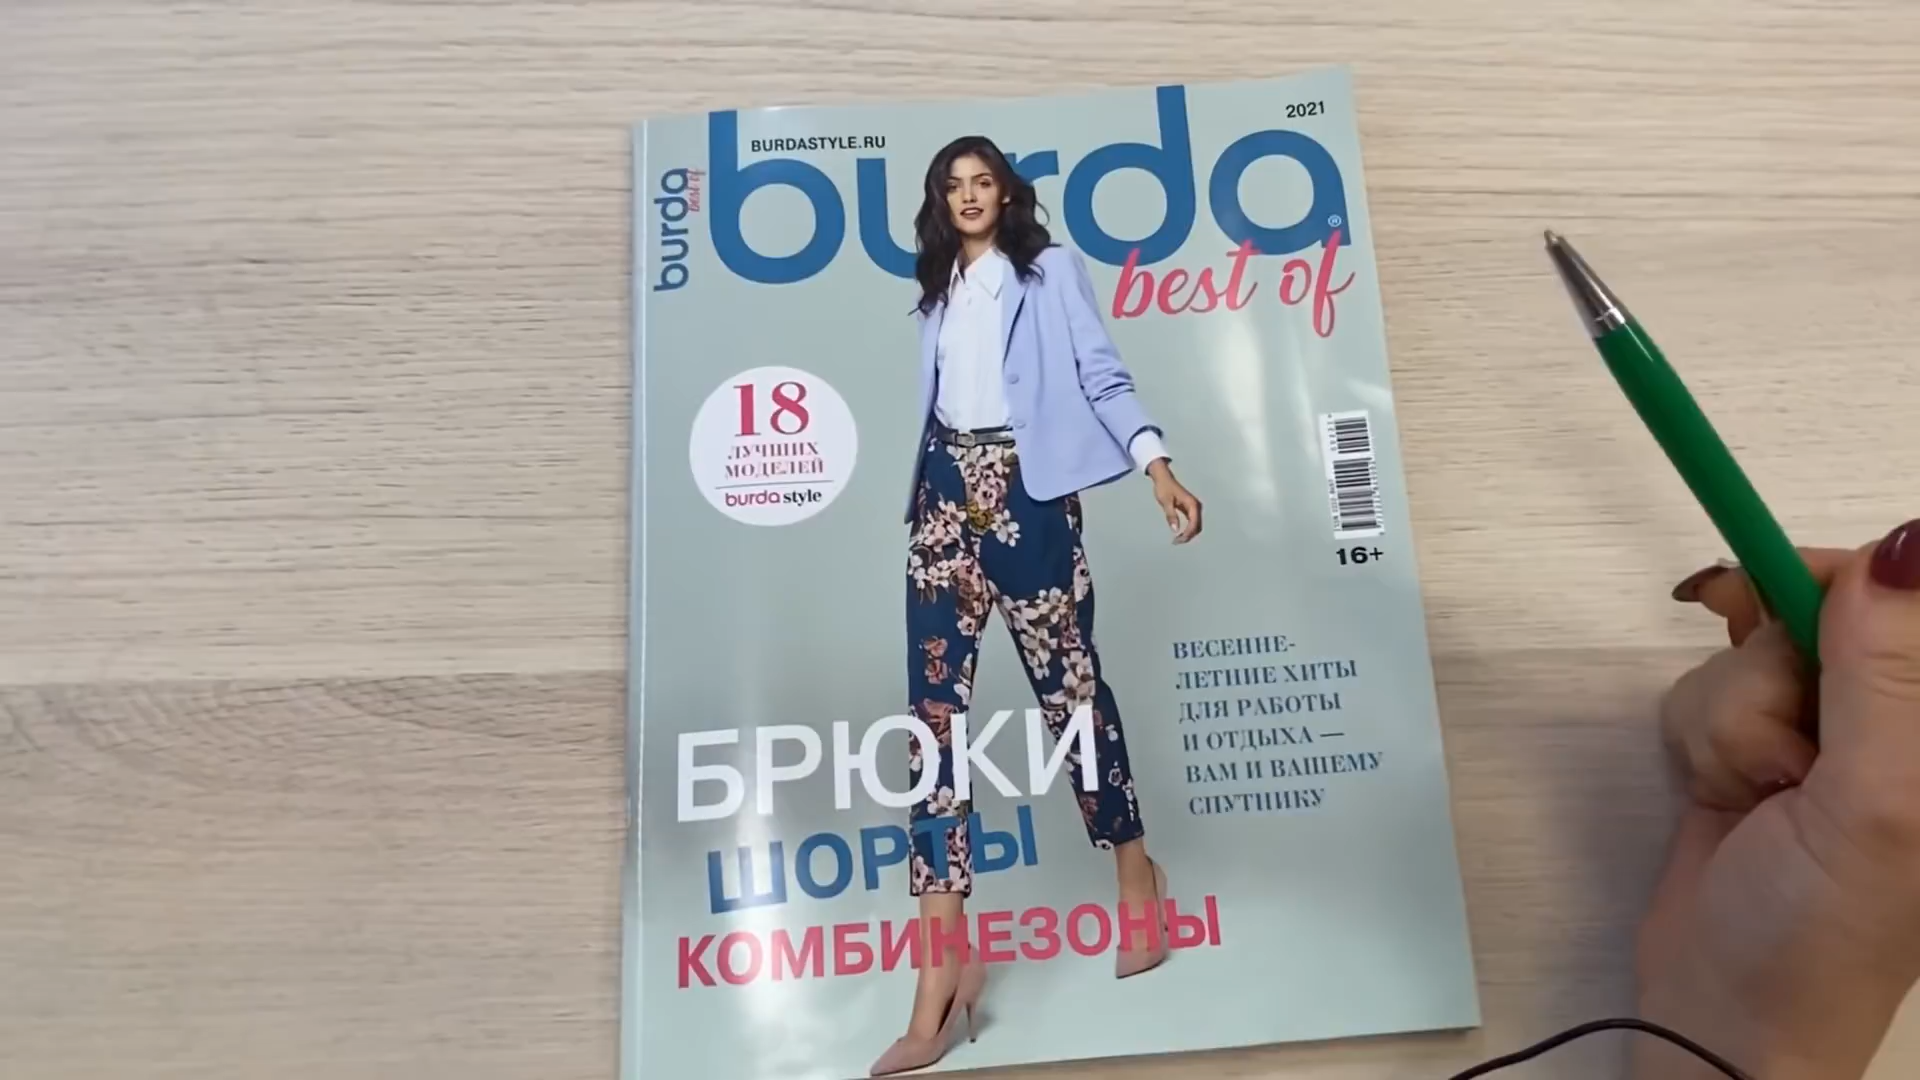 burda best of
BURDASTYLE.RU
2021
burda
best of
18
ЛУЧШИХ
МОДЕЛЕЙ
burda style
16+
ВЕСЕННЕ-
ЛЕТНИЕ ХИТЫ
ДЛЯ РАБОТЫ
И ОТДЫХА —
ВАМ И ВАШЕМУ
СПУТНИКУ
БРЮКИ
ШОРТЫ
КОМБИНЕЗОНЫ